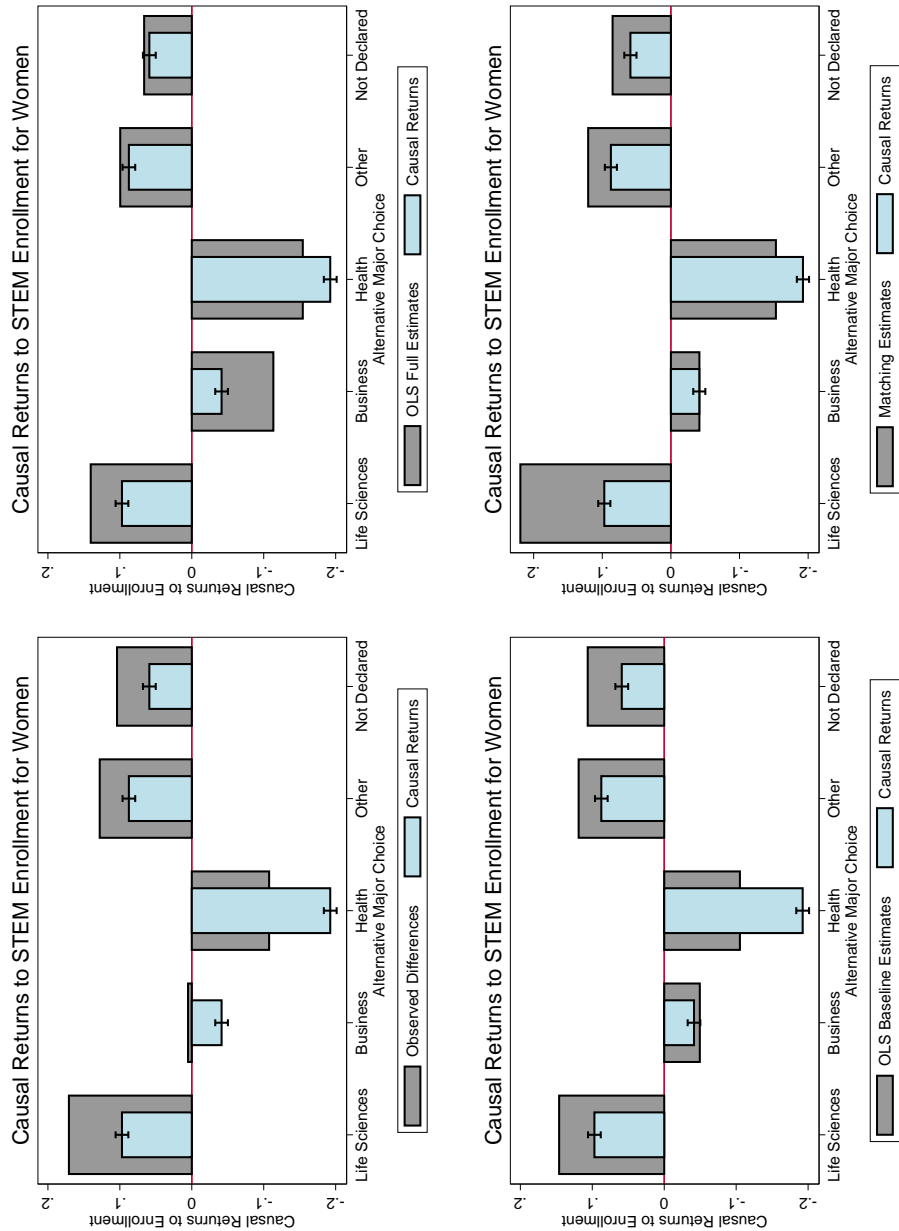 Causal Returns to STEM Enrollment for Women
Causal Returns to Enrollment
.2
.1
0
-.1
-.2
Life Sciences Business Health Other Not Declared
Alternative Major Choice
Observed Differences Causal Returns
Causal Returns to STEM Enrollment for Women
Causal Returns to Enrollment
.2
.1
0
-.1
-.2
Life Sciences Business Health Other Not Declared
Alternative Major Choice
OLS Full Estimates Causal Returns
Causal Returns to STEM Enrollment for Women
Causal Returns to Enrollment
.2
.1
0
-.1
-.2
Life Sciences Business Health Other Not Declared
Alternative Major Choice
OLS Baseline Estimates Causal Returns
Causal Returns to STEM Enrollment for Women
Causal Returns to Enrollment
.2
.1
0
-.1
-.2
Life Sciences Business Health Other Not Declared
Alternative Major Choice
Matching Estimates Causal Returns